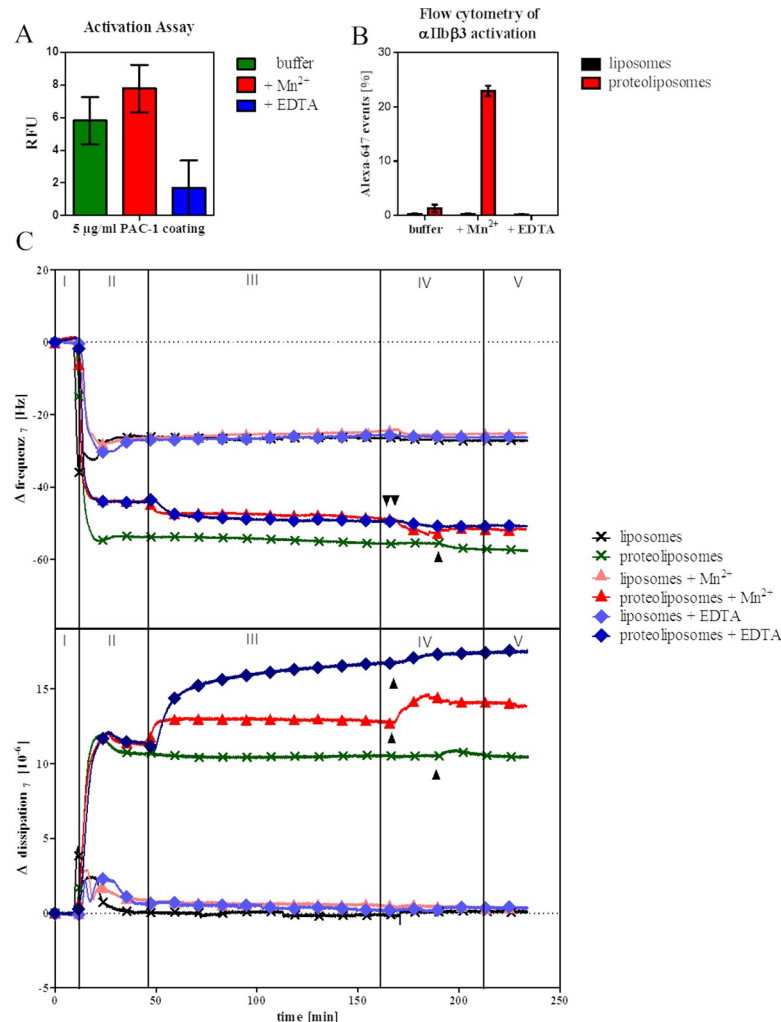 A
Activation Assay
10
8
6
4
2
0
RFU
5 µg/ml PAC-1 coating
buffer
+ Mn2+
+ EDTA
B
Flow cytometry of
αIIbβ3 activation
30
20
10
0
Alexa-647 events [%]
buffer
+ Mn2+
+ EDTA
liposomes
proteoliposomes
C
I
II
III
IV
V
20
0
-20
-40
-60
Δ frequenz 7 [Hz]
I
II
III
IV
V
15
10
5
0
-5
Δ dissipation 7 [10-6]
0
50
100
150
200
250
time [min]
liposomes
proteoliposomes
liposomes + Mn2+
proteoliposomes + Mn2+
liposomes + EDTA
proteoliposomes + EDTA